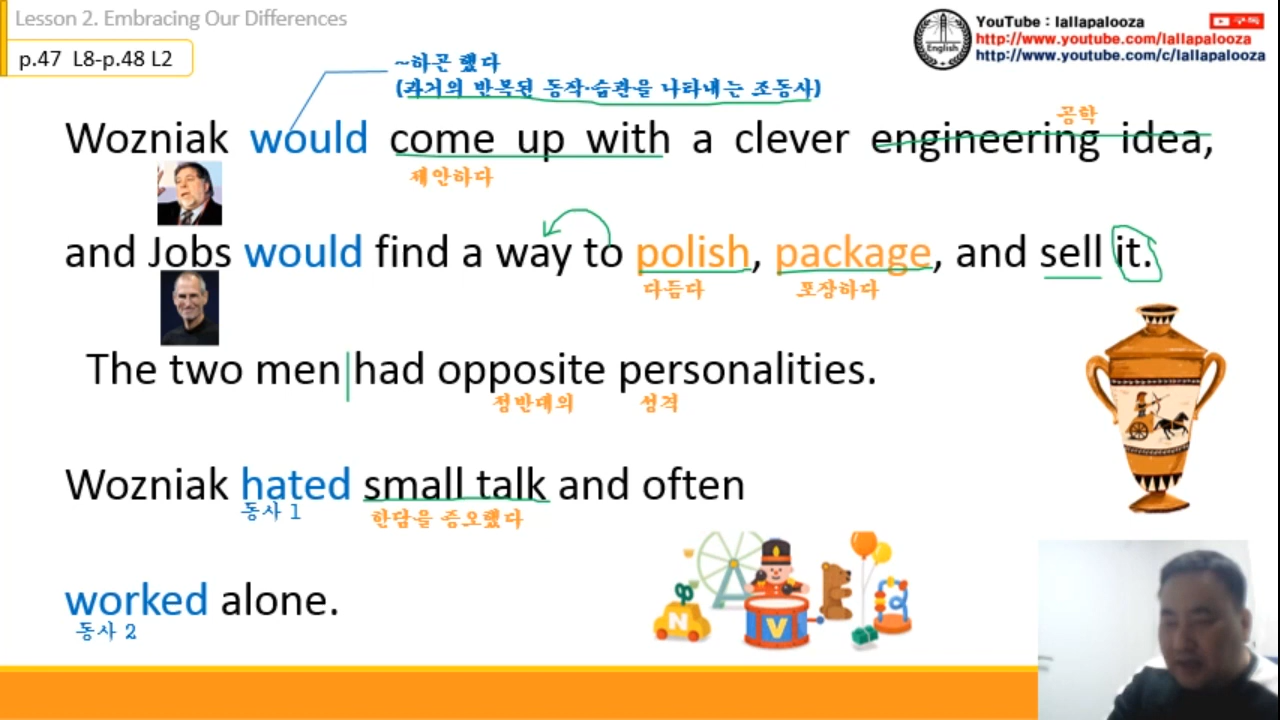 Lesson 2. Embracing Our Differences
YouTube : lallapalooza
구독
p.47 L8-p.48 L2
http://www.youtube.com/lallapalooza
http://www.youtube.com/c/lallapalooza
English
~하곤 했다
(과거의 반복된 동작·습관을 나타내는 조동사)
공학
Wozniak would come up with a clever engineering idea,
제안하다
and Jobs would find a way to polish, package, and sell it.
다듬다 포장하다
The two men had opposite personalities.
정반대의 성격
Wozniak hated small talk and often
동사 1 한담을 증오했다
worked alone.
동사 2
N
V